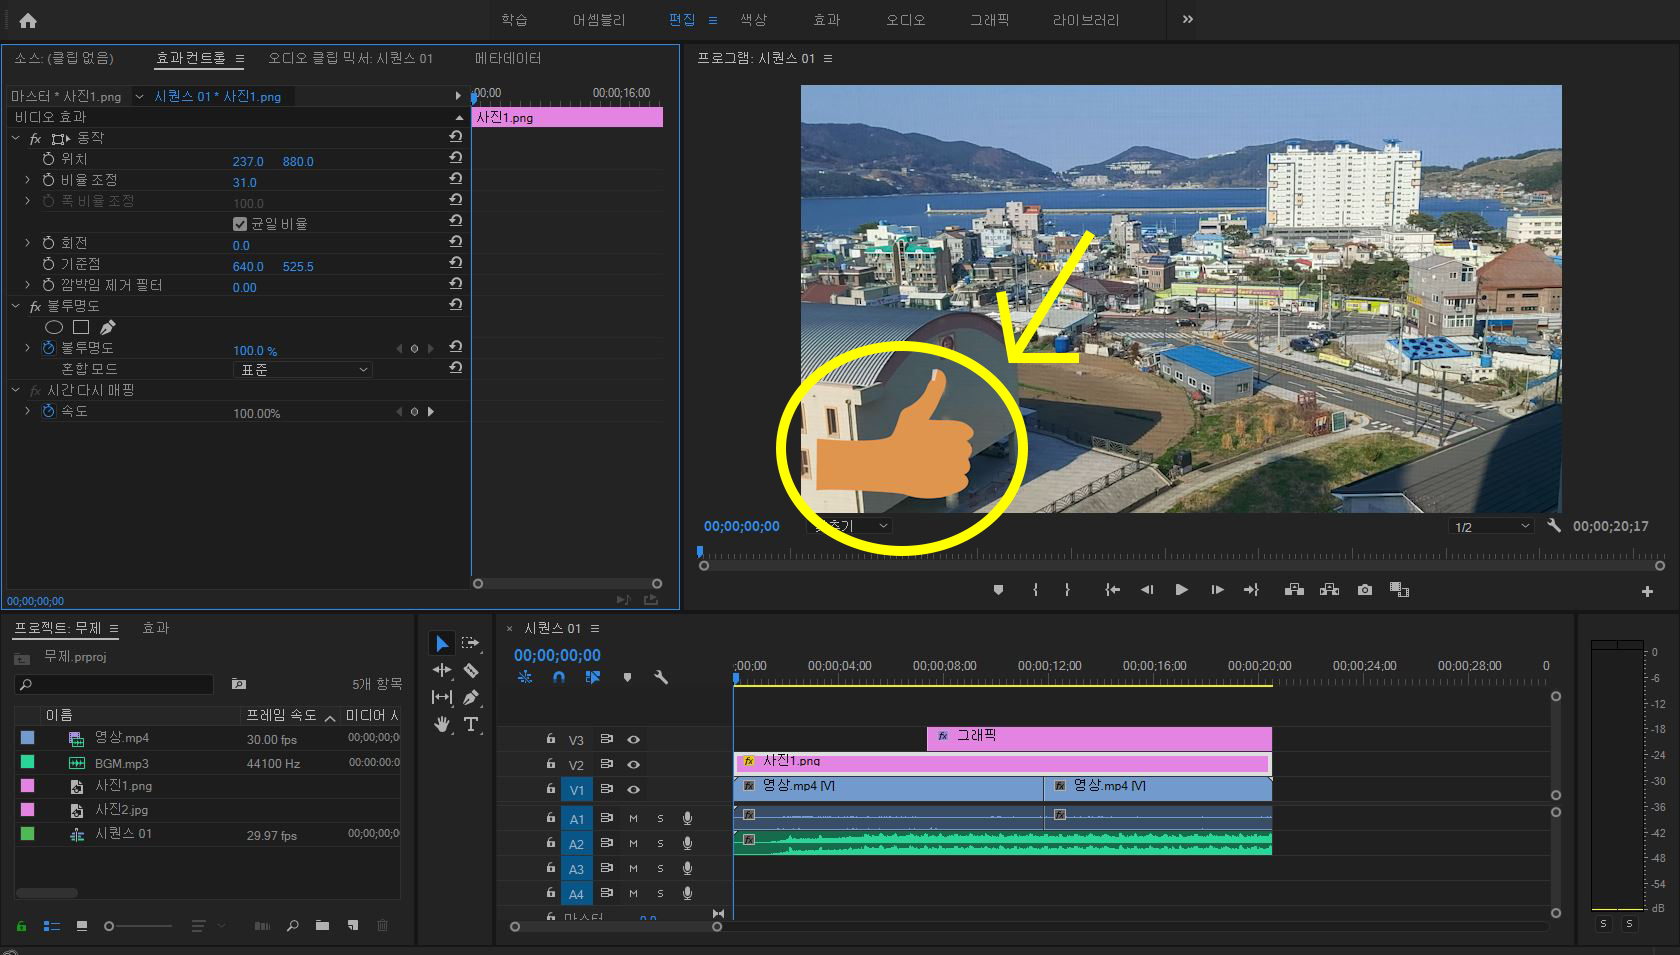 학습 어셈블리 편집 색상 효과 오디오 그래픽 라이브러리
소스: (클립 없음) 효과 컨트롤 오디오 클립 믹서: 시퀀스 01 메타데이터
마스터 * 사진1.png 시퀀스 01 * 사진1.png
:00;00 00;00;16;00
비디오 효과
사진1.png
fx 동작
위치 237.0 880.0
비율 조정 31.0
폭 비율 조정 100.0
균일 비율
회전 0.0
기준점 640.0 525.5
깜박임 제거 필터 0.00
fx 불투명도
불투명도 100.0 %
혼합 모드 표준
fx 시간 다시 매핑
속도 100.00%
00;00;00;00
프로그램: 시퀀스 01
00;00;00;00
1/2
00;00;20;17
프로젝트: 무제 효과
무제.prproj
5개 항목
이름 프레임 속도 미디어 시
영상.mp4 30.00 fps 00;00;00;0
BGM.mp3 44100 Hz 00:00:00:0
사진1.png
사진2.jpg
시퀀스 01 29.97 fps 00;00;00;0
T
× 시퀀스 01
00;00;00;00
:00;00 00;00;04;00 00;00;08;00 00;00;12;00 00;00;16;00 00;00;20;00 00;00;24;00 00;00;28;00 0
V3 fx 그래픽
V2 fx 사진1.png
V1 fx 영상.mp4 [V] fx 영상.mp4 [V]
A1 M S fx fx
A2 M S fx
A3 M S
A4 M S
마스터 0.0
0
-6
-12
-18
-24
-30
-36
-42
-48
-54
dB
S S